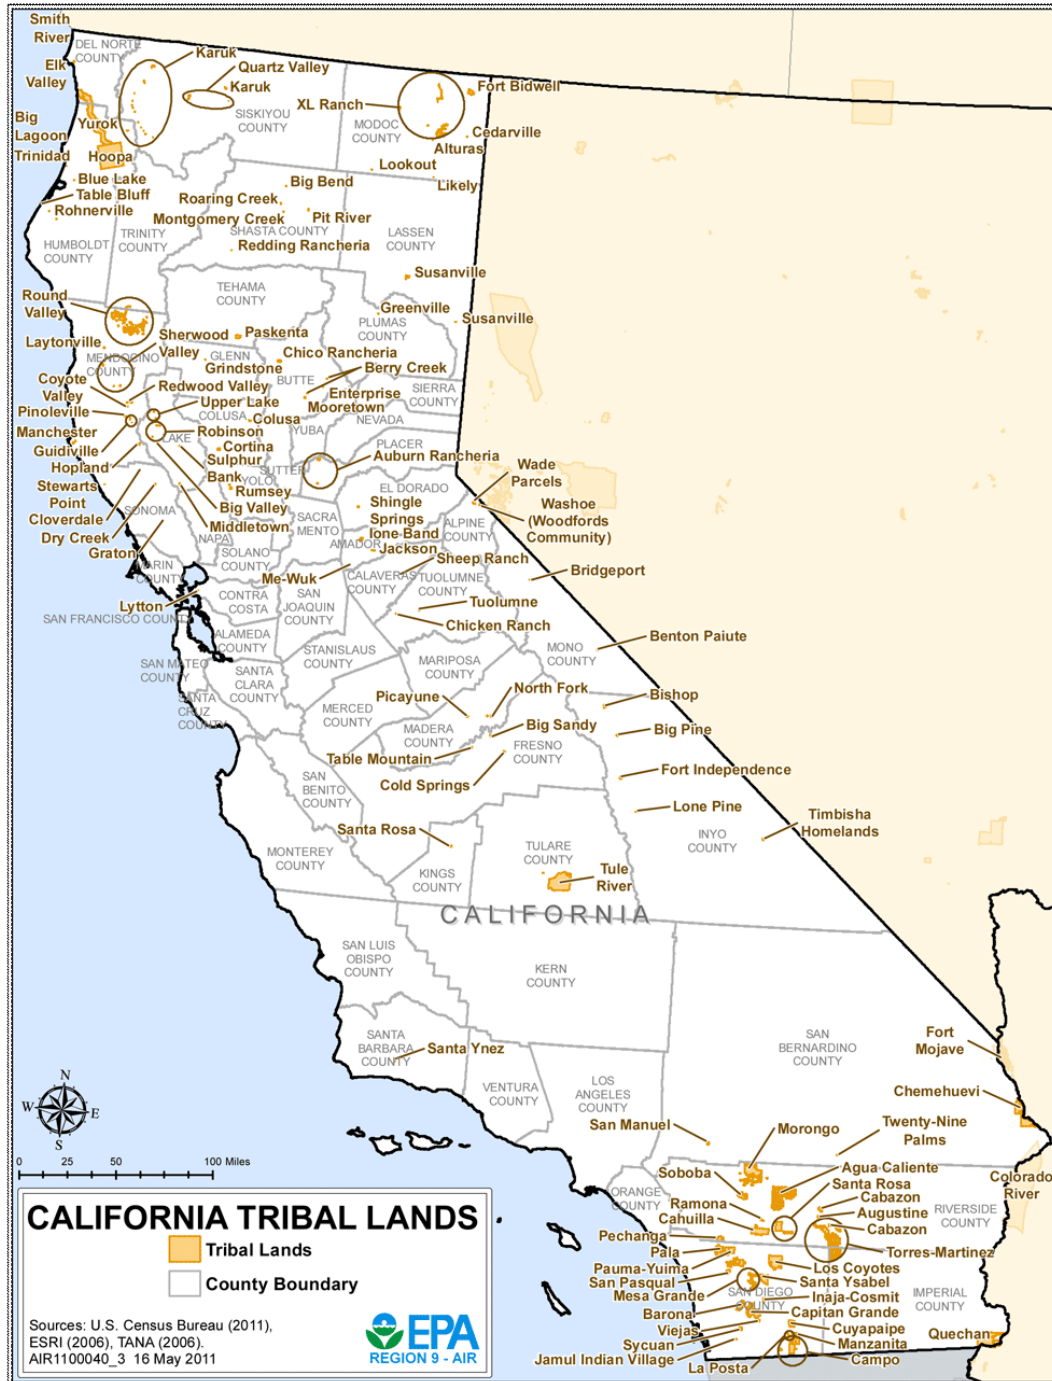 Smith
River
DEL NORTE
COUNTY
Elk
Valley
Karuk
Quartz Valley
Karuk
Fort Bidwell
XL Ranch
SISKIYOU
COUNTY
MODOC
COUNTY
Big
Lagoon
Yurok
Cedarville
Alturas
Trinidad
Hoopa
Lookout
Blue Lake
Big Bend
Likely
Table Bluff
Roaring Creek
Rohnerville
Montgomery Creek
Pit River
SHASTA COUNTY
TRINITY
COUNTY
LASSEN
COUNTY
HUMBOLDT
COUNTY
Redding Rancheria
Susanville
TEHAMA
COUNTY
Round
Valley
Greenville
Susanville
PLUMAS
COUNTY
Sherwood
Valley
Paskenta
Laytonville
MENDOCINO
COUNTY
GLENN
Chico Rancheria
Grindstone
Berry Creek
Coyote
Valley
Redwood Valley
BUTTE
SIERRA
COUNTY
Enterprise
Upper Lake
Mooretown
Pinoleville
COLUSA
Colusa
NEVADA
Manchester
Robinson
YUBA
LAKE
PLACER
Guidiville
Cortina
Auburn Rancheria
Hopland
Sulphur
Bank
SUTTER
Wade
Parcels
Stewarts
Point
YOLO
Rumsey
EL DORADO
Big Valley
Shingle
Springs
Washoe
(Woodfords
Community)
Cloverdale
SONOMA
Middletown
SACRA
MENTO
ALPINE
COUNTY
Dry Creek
NAPA
Ione Band
Graton
AMADOR
Jackson
SOLANO
COUNTY
Sheep Ranch
MARIN
COUNTY
Me-Wuk
CALAVERAS
COUNTY
TUOLUMNE
COUNTY
Bridgeport
Lytton
CONTRA
COSTA
SAN
JOAQUIN
COUNTY
Tuolumne
SAN FRANCISCO COUNTY
Chicken Ranch
ALAMEDA
COUNTY
Benton Paiute
STANISLAUS
COUNTY
MONO
COUNTY
SAN MATEO
COUNTY
SANTA
CLARA
COUNTY
MARIPOSA
COUNTY
SANTA
CRUZ
COUNTY
Picayune
North Fork
Bishop
MERCED
COUNTY
MADERA
COUNTY
Big Sandy
Big Pine
Table Mountain
FRESNO
COUNTY
Cold Springs
Fort Independence
SAN
BENITO
COUNTY
Lone Pine
Timbisha
Homelands
Santa Rosa
INYO
COUNTY
MONTEREY
COUNTY
TULARE
COUNTY
KINGS
COUNTY
Tule
River
CALIFORNIA
SAN LUIS
OBISPO
COUNTY
KERN
COUNTY
SANTA
BARBARA
COUNTY
Santa Ynez
SAN
BERNARDINO
COUNTY
Fort
Mojave
VENTURA
COUNTY
LOS
ANGELES
COUNTY
Chemehuevi
N
W
E
S
San Manuel
Morongo
Twenty-Nine
Palms
0 25 50 100 Miles
Soboba
Agua Caliente
Colorado
River
ORANGE
COUNTY
Ramona
Santa Rosa
Cabazon
Cahuilla
Augustine
RIVERSIDE
COUNTY
Pechanga
Cabazon
Pala
Torres-Martinez
Pauma-Yuima
Los Coyotes
San Pasqual
Santa Ysabel
Mesa Grande
SAN DIEGO
COUNTY
Inaja-Cosmit
IMPERIAL
COUNTY
Barona
Capitan Grande
Viejas
Cuyapaipe
Sycuan
Manzanita
Quechan
Jamul Indian Village
Campo
La Posta
CALIFORNIA TRIBAL LANDS
Tribal Lands
County Boundary
Sources: U.S. Census Bureau (2011),
ESRI (2006), TANA (2006).
AIR1100040_3 16 May 2011
EPA
REGION 9 - AIR